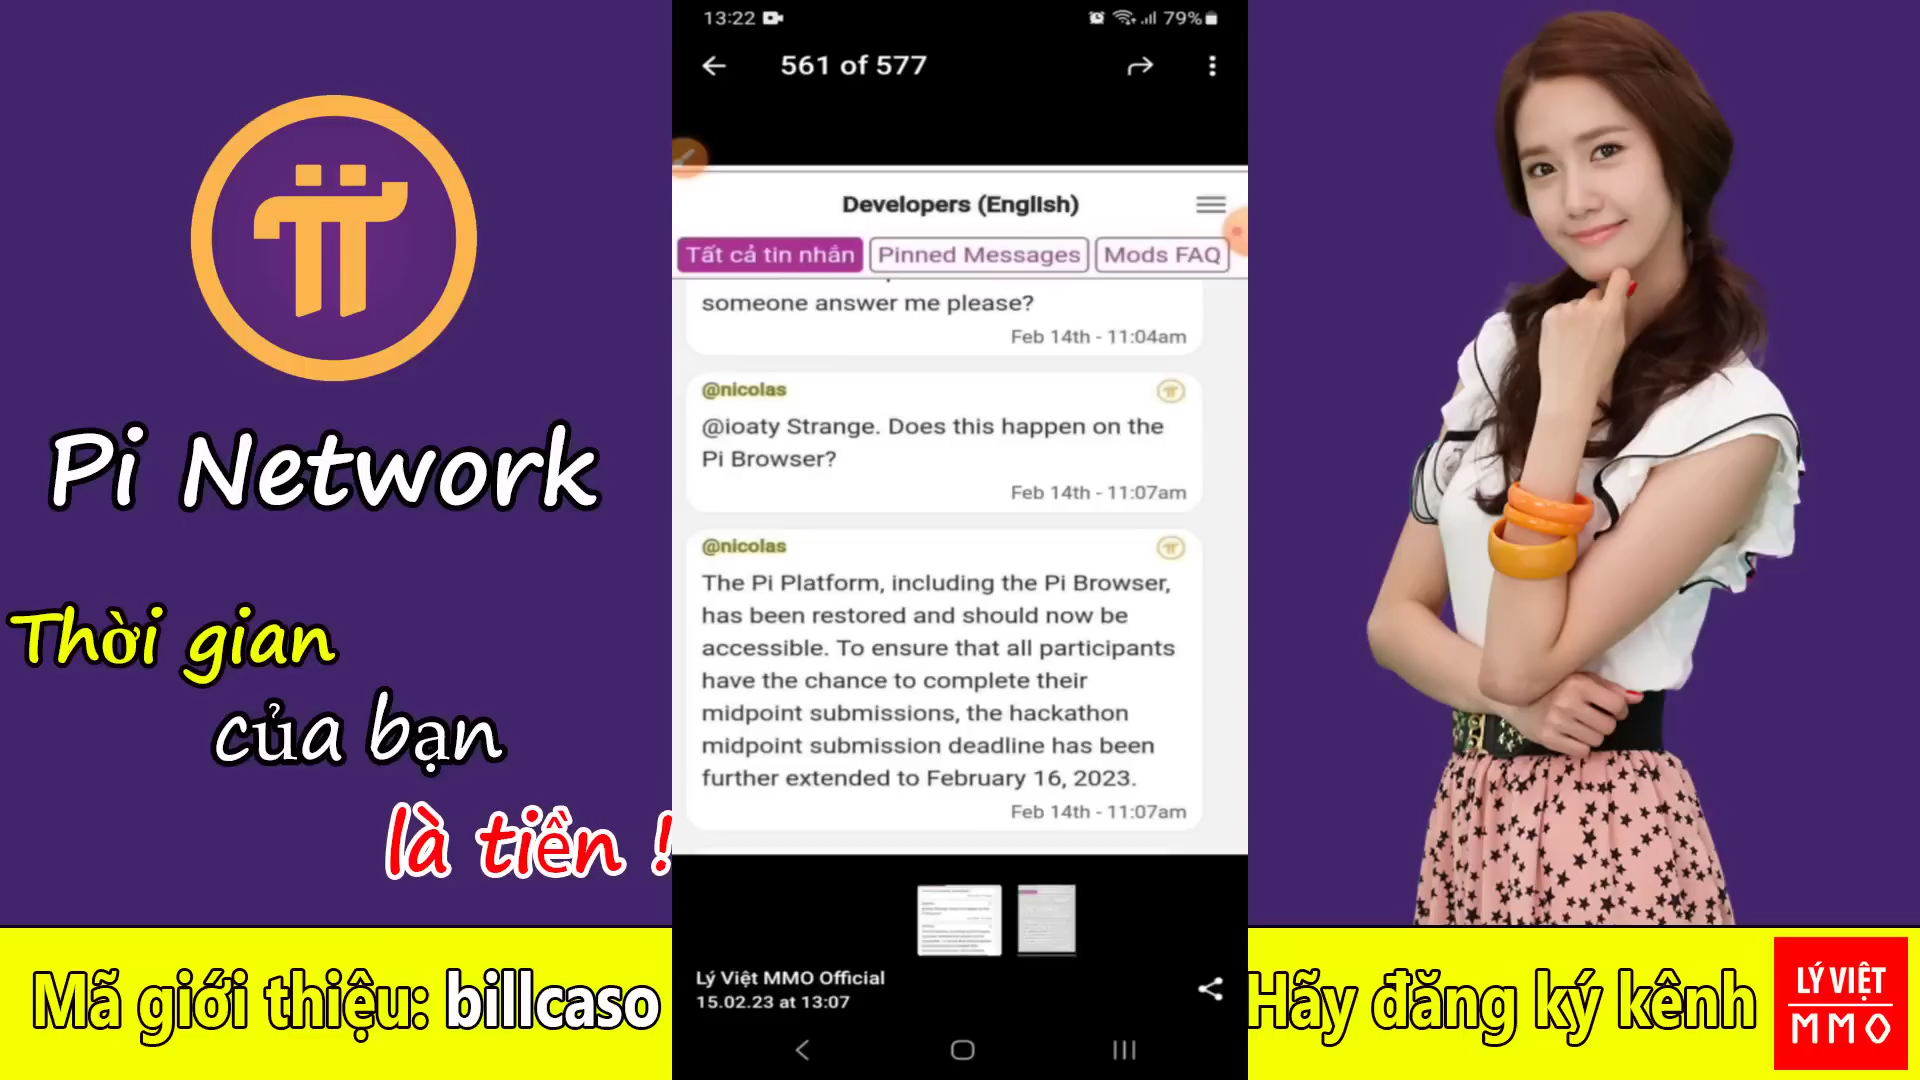 Pi Network
Thời gian
của bạn
là tiền !
Mã giới thiệu: billcaso
13:22
79%
561 of 577
Developers (English)
Tất cả tin nhắn
Pinned Messages
Mods FAQ
someone answer me please?
Feb 14th - 11:04am
@nicolas
@ioaty Strange. Does this happen on the
Pi Browser?
Feb 14th - 11:07am
@nicolas
The Pi Platform, including the Pi Browser,
has been restored and should now be
accessible. To ensure that all participants
have the chance to complete their
midpoint submissions, the hackathon
midpoint submission deadline has been
further extended to February 16, 2023.
Feb 14th - 11:07am
Lý Việt MMO Official
15.02.23 at 13:07
Hãy đăng ký kênh
LÝ VIỆT
MMO